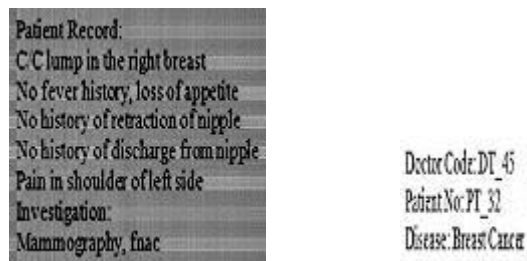 Patient Record:
C/C lump in the right breast
No fever history, loss of appetite
No history of retraction of nipple
No history of discharge from nipple
Pain in shoulder of left side
Investigation:
Mammography, fnac
Doctor Code: DT_45
Patient No: PT_32
Disease: Breast Cancer